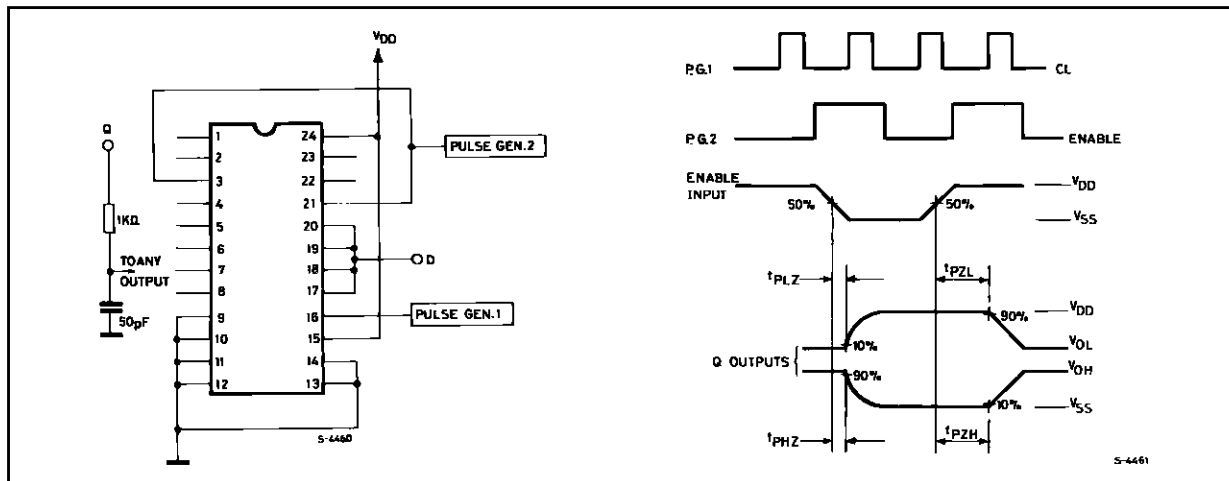 VDD
Q
1KΩ
TO ANY
OUTPUT
50pF
1
2
3
4
5
6
7
8
9
10
11
12
24
23
22
21
20
19
18
17
16
15
14
13
PULSE GEN.2
D
PULSE GEN.1
S-4460
P.G.1
CL
P.G.2
ENABLE
ENABLE
INPUT
50%
50%
VDD
VSS
tPLZ
tPZL
VDD
90%
10%
VOL
Q OUTPUTS
90%
VOH
10%
VSS
tPHZ
tPZH
S-4461